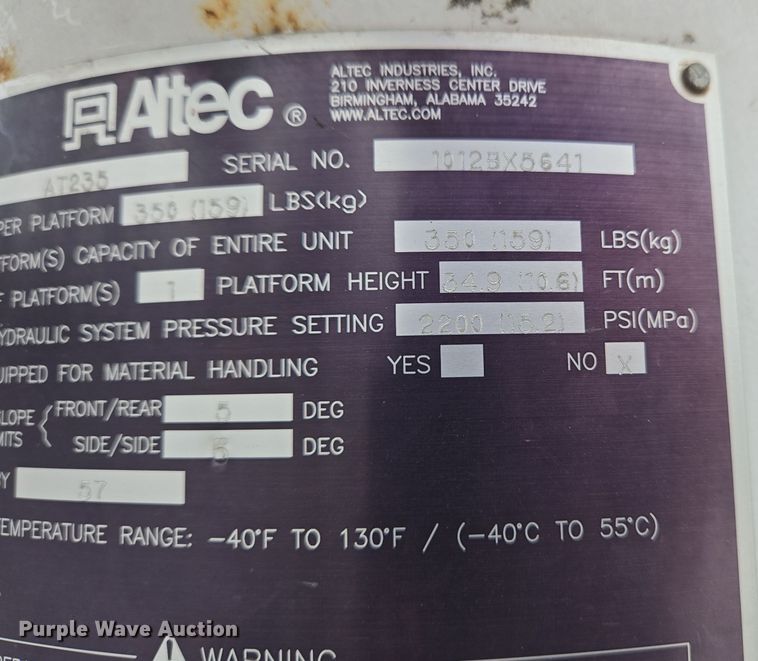 Altec ®
ALTEC INDUSTRIES, INC.
210 INVERNESS CENTER DRIVE
BIRMINGHAM, ALABAMA 35242
WWW.ALTEC.COM
AT235 SERIAL NO. 1012BX5641
PER PLATFORM 350 (159) LBS(kg)
TFORM(S) CAPACITY OF ENTIRE UNIT 350 (159) LBS(kg)
F PLATFORM(S) 1 PLATFORM HEIGHT 34.9 (10.6) FT(m)
YDRAULIC SYSTEM PRESSURE SETTING 2200 (15.2) PSI(MPa)
UIPPED FOR MATERIAL HANDLING YES NO X
LOPE FRONT/REAR 5 DEG
MITS SIDE/SIDE 5 DEG
BY 57
TEMPERATURE RANGE: -40°F TO 130°F / (-40°C TO 55°C)
WARNING
Purple Wave Auction